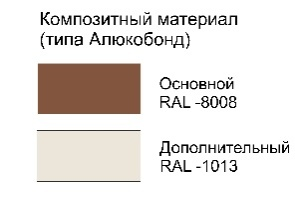 Композитный материал
(типа Алюкобонд)
Основной
RAL -8008
Дополнительный
RAL -1013